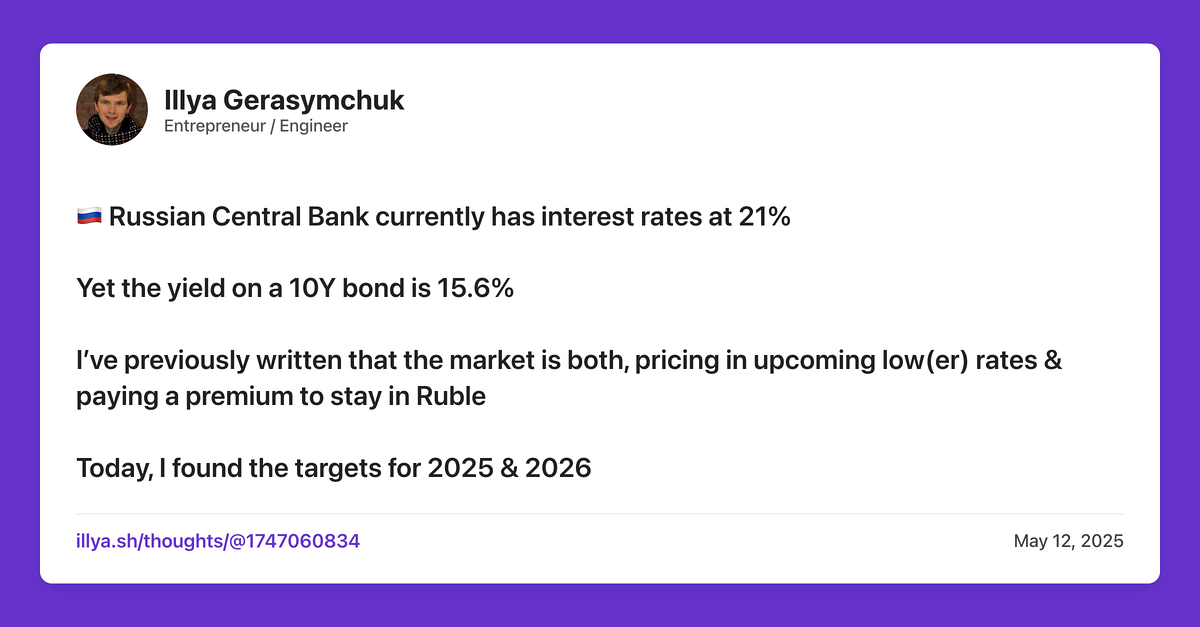 Illya Gerasymchuk
Entrepreneur / Engineer
🇷🇺 Russian Central Bank currently has interest rates at 21%
Yet the yield on a 10Y bond is 15.6%
I’ve previously written that the market is both, pricing in upcoming low(er) rates &
paying a premium to stay in Ruble
Today, I found the targets for 2025 & 2026
illya.sh/thoughts/@1747060834
May 12, 2025